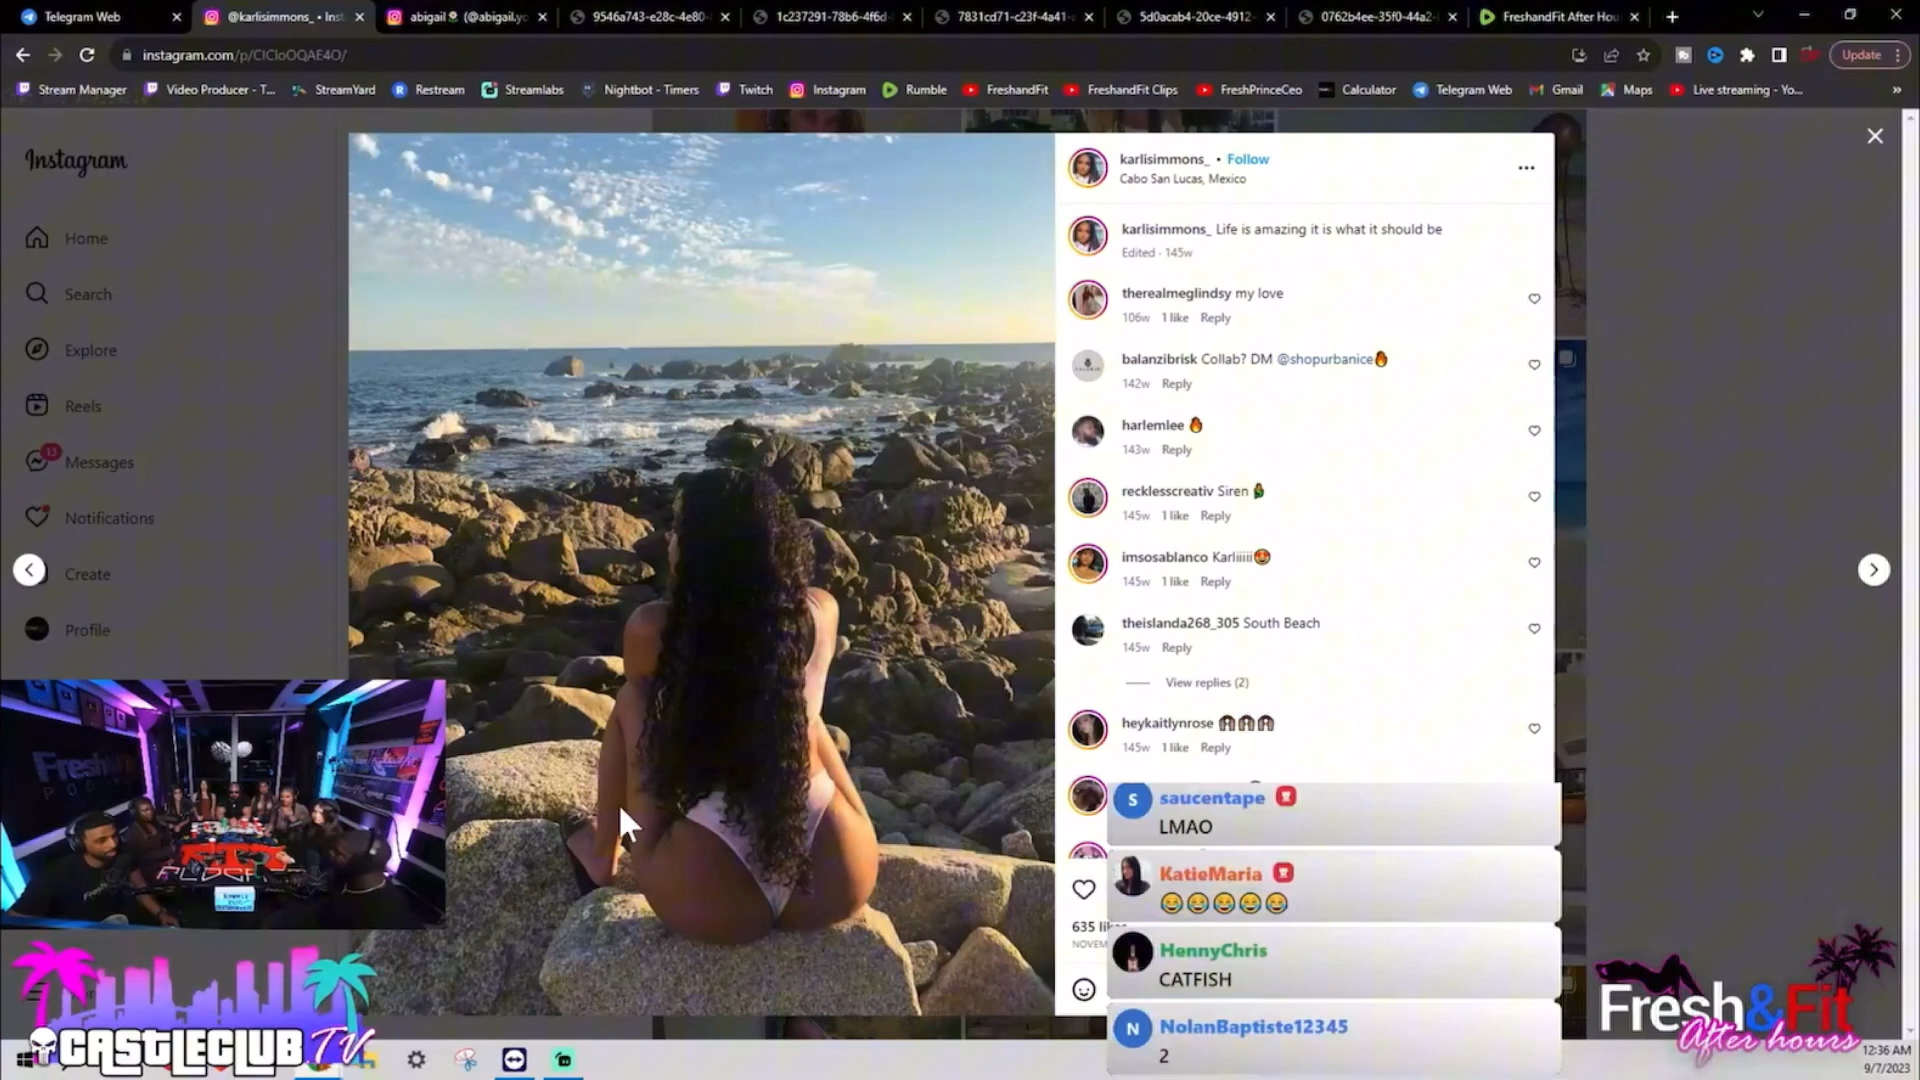 Telegram Web
@karlisimmons_ • Inst
abigail (@abigail.yc
9546a743-e28c-4e80-
1c237291-78b6-4f6d-
7831cd71-c23f-4a41-
5d0acab4-20ce-4912-
0762b4ee-35f0-44a2-
FreshandFit After Hou
instagram.com/p/CICIoOQAE4O/
Update
Stream Manager
Video Producer - T...
StreamYard
Restream
Streamlabs
Nightbot - Timers
Twitch
Instagram
Rumble
FreshandFit
FreshandFit Clips
FreshPrinceCeo
Calculator
Telegram Web
Gmail
Maps
Live streaming - Yo...
Instagram
Home
Search
Explore
Reels
13
Messages
Notifications
Create
Profile
karlisimmons_ • Follow
Cabo San Lucas, Mexico
karlisimmons_ Life is amazing it is what it should be
Edited · 145w
therealmeglindsy my love
106w 1 like Reply
balanzibrisk Collab? DM @shopurbanice🔥
142w Reply
harlemlee 🔥
143w Reply
recklesscreativ Siren
145w 1 like Reply
imsosablanco Karliiiii😍
145w 1 like Reply
theislanda268_305 South Beach
145w Reply
View replies (2)
heykaitlynrose
145w 1 like Reply
635 lik
NOVEM
S saucentape
LMAO
KatieMaria
😂😂😂😂😂
HennyChris
CATFISH
N NolanBaptiste12345
2
CASTLECLUB.TV
Fresh&Fit
After hours
12:36 AM
9/7/2023